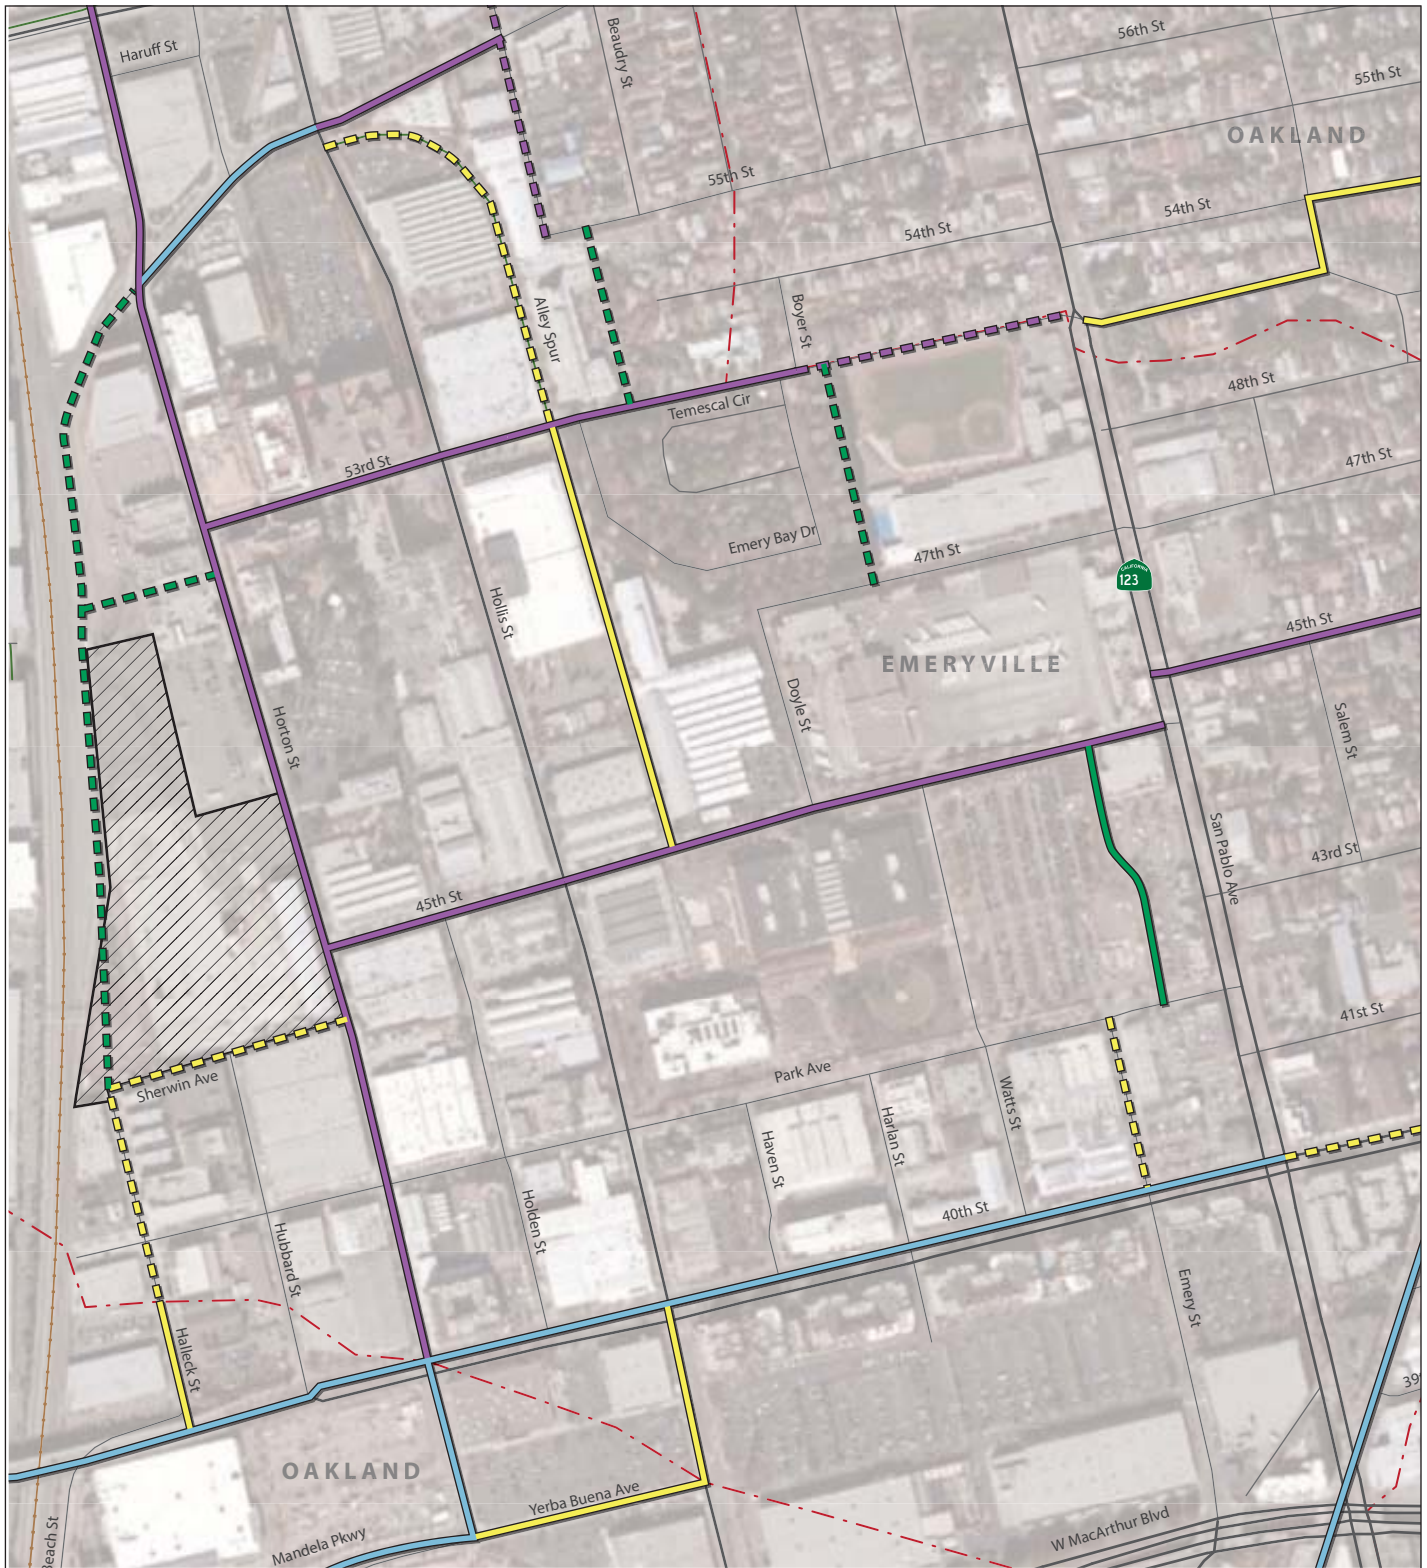 Haruff St
Beaudry St
56th St
55th St
OAKLAND
55th St
54th St
54th St
Alley Spur
Boyer St
48th St
Temescal Cir
53rd St
47th St
Emery Bay Dr
47th St
CALIFORNIA
123
Hollis St
45th St
EMERYVILLE
Doyle St
Horton St
Salem St
San Pablo Ave
43rd St
45th St
41st St
Park Ave
Sherwin Ave
Watts St
Harlan St
Haven St
40th St
Holden St
Hubbard St
Emery St
Halleck St
39
OAKLAND
Yerba Buena Ave
W MacArthur Blvd
Mandela Pkwy
Beach St